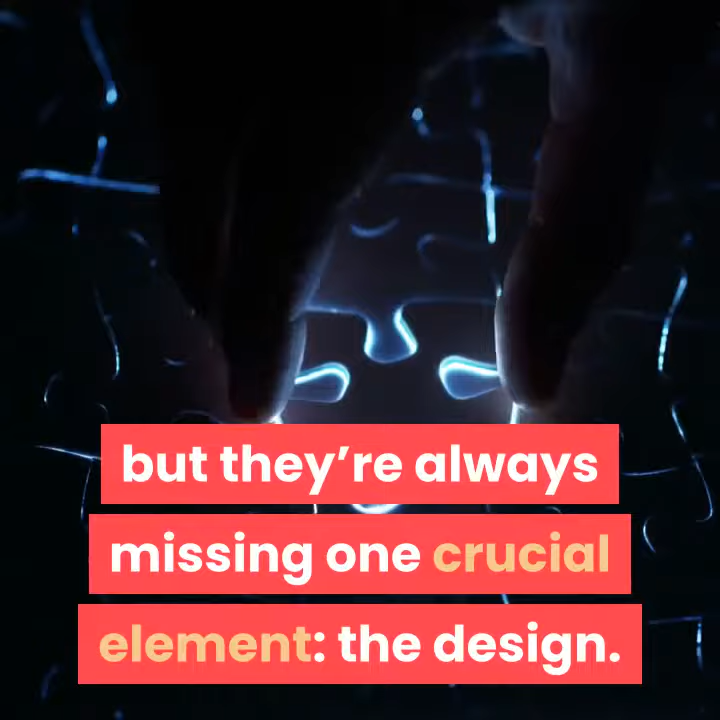 but they’re always
missing one crucial
element: the design.